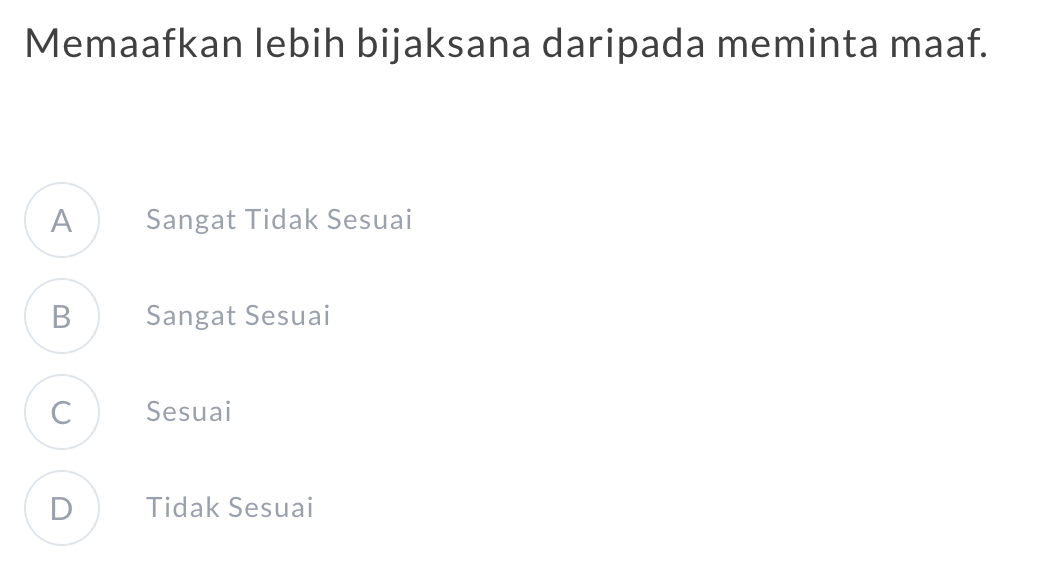 Memaafkan lebih bijaksana daripada meminta maaf.
A Sangat Tidak Sesuai
B Sangat Sesuai
C Sesuai
D Tidak Sesuai